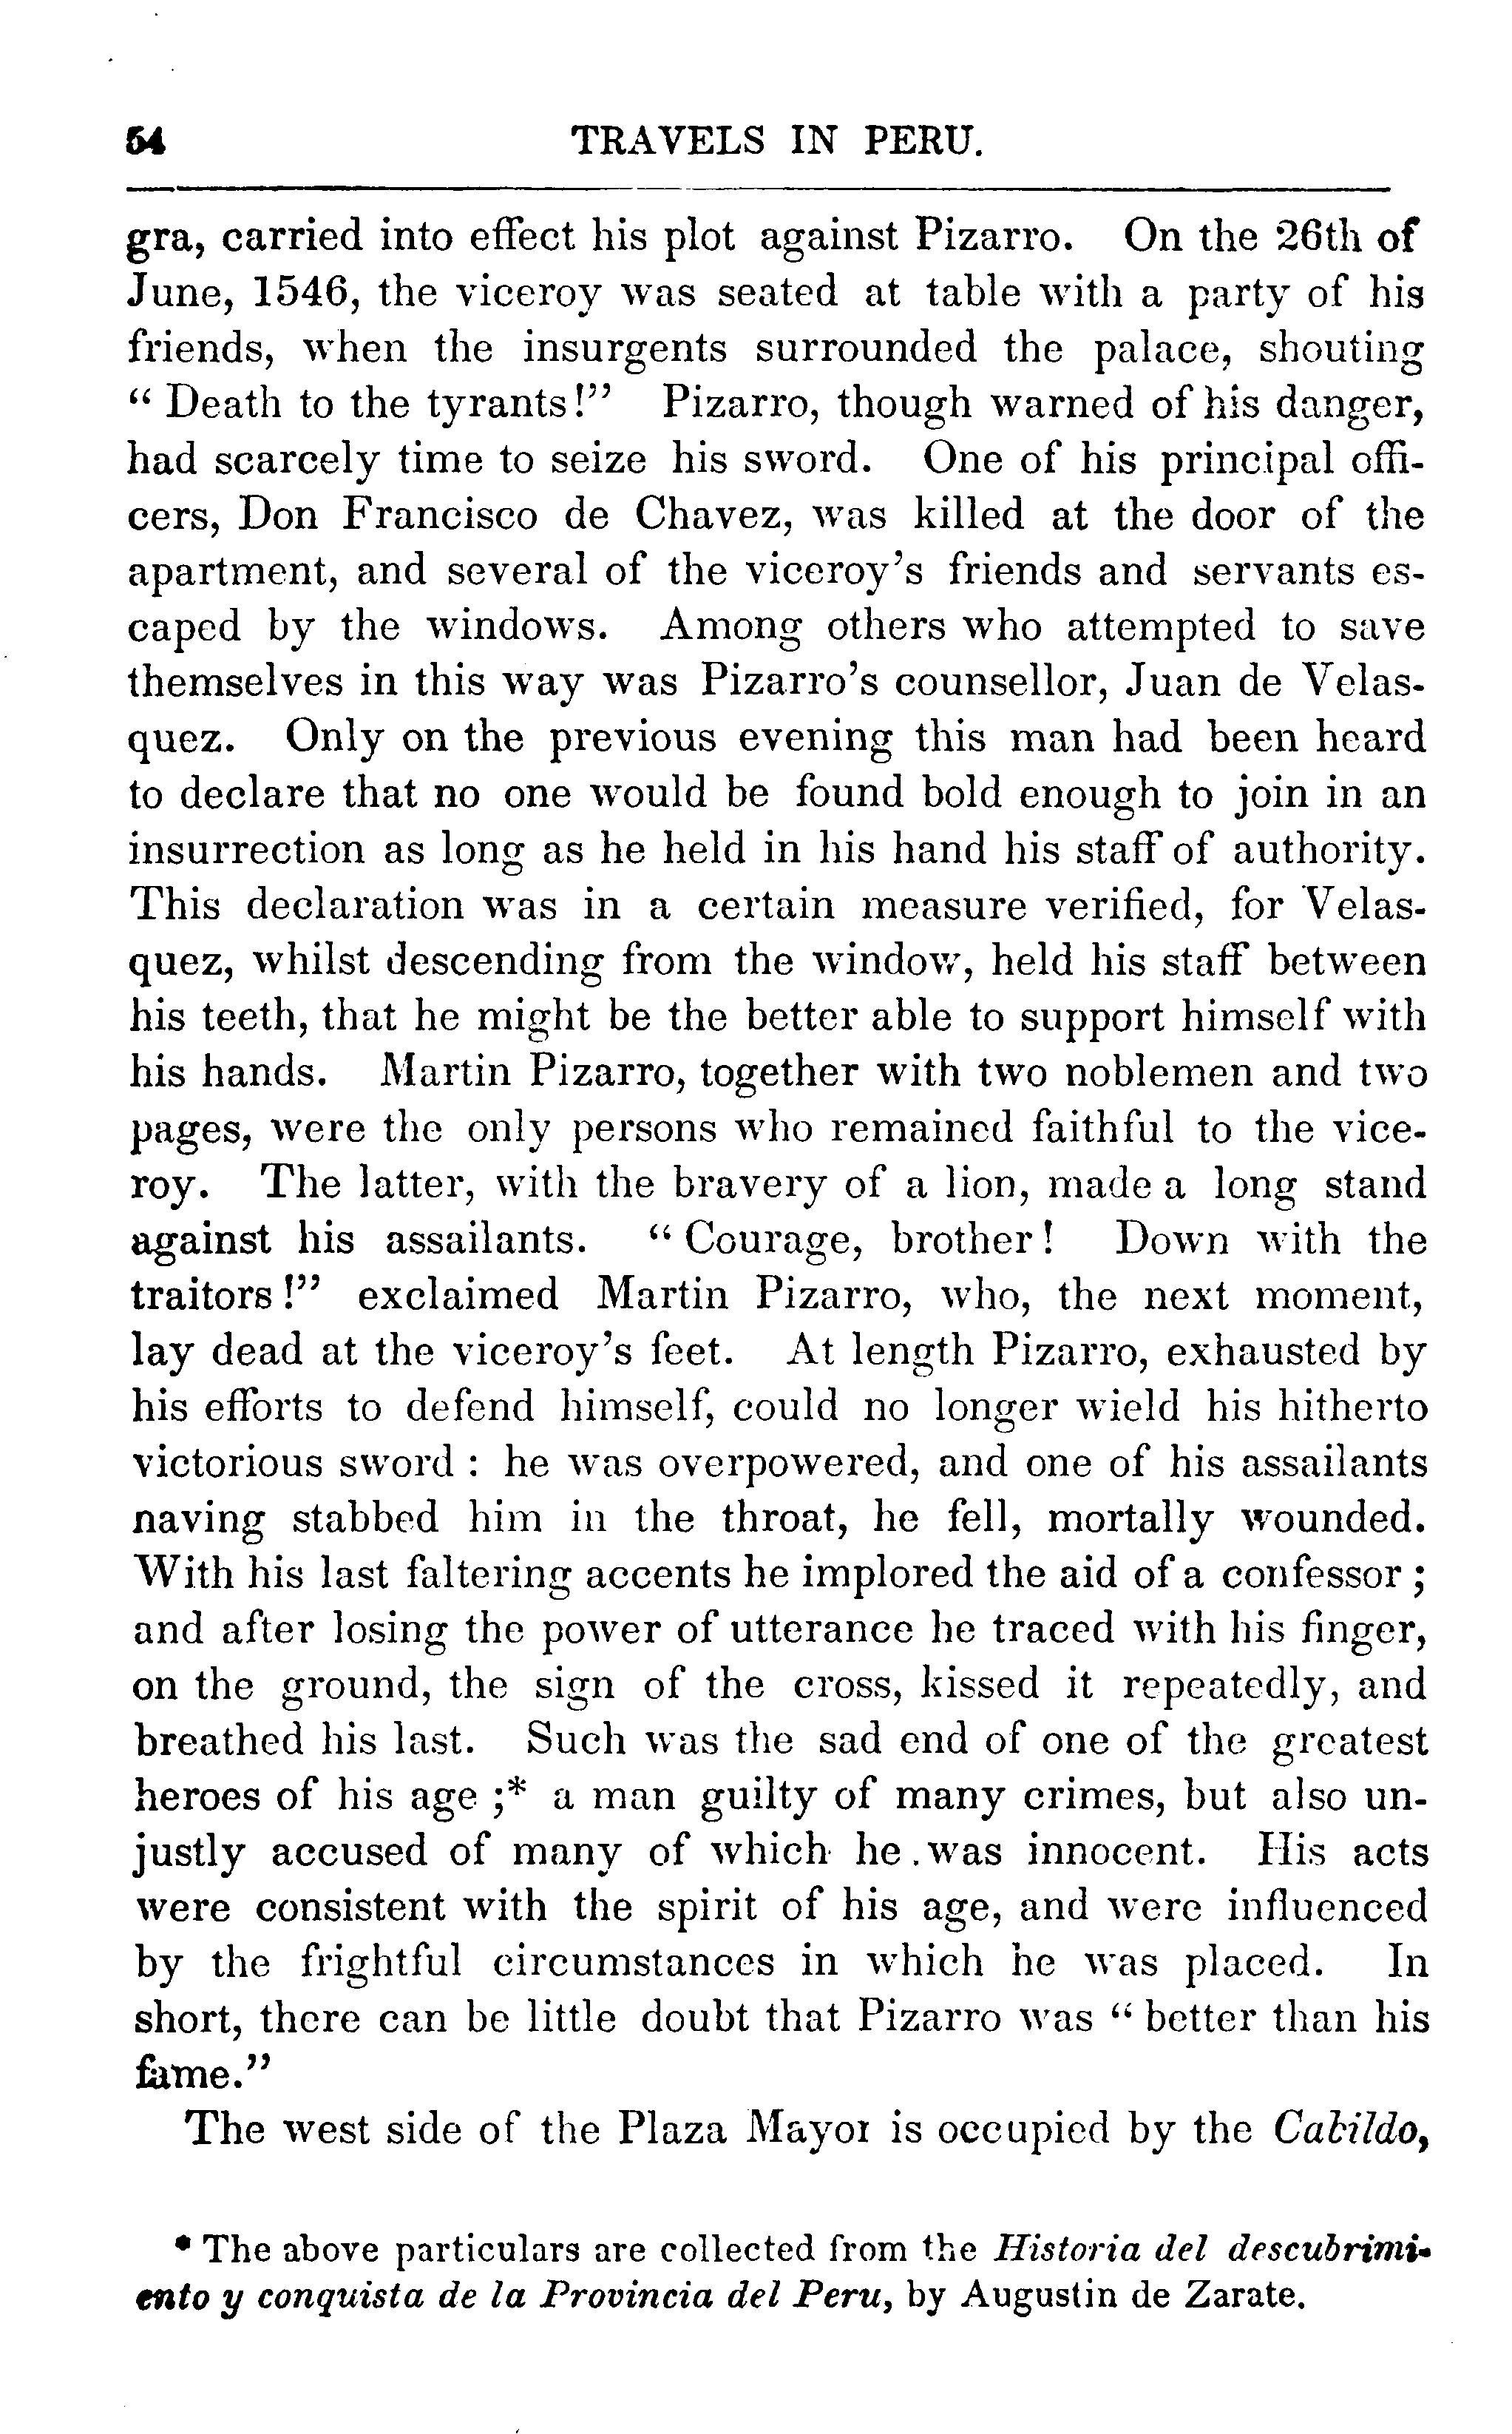 54 TRAVELS IN PERU.
gra, carried into effect his plot against Pizarro. On the 26th of
June, 1546, the viceroy was seated at table with a party of his
friends, when the insurgents surrounded the palace, shouting
“ Death to the tyrants!” Pizarro, though warned of his danger,
had scarcely time to seize his sword. One of his principal offi-
cers, Don Francisco de Chavez, was killed at the door of the
apartment, and several of the viceroy’s friends and servants es-
caped by the windows. Among others who attempted to save
themselves in this way was Pizarro’s counsellor, Juan de Velas-
quez. Only on the previous evening this man had been heard
to declare that no one would be found bold enough to join in an
insurrection as long as he held in his hand his staff of authority.
This declaration was in a certain measure verified, for Velas-
quez, whilst descending from the window, held his staff between
his teeth, that he might be the better able to support himself with
his hands. Martin Pizarro, together with two noblemen and two
pages, were the only persons who remained faithful to the vice-
roy. The latter, with the bravery of a lion, made a long stand
against his assailants. “ Courage, brother! Down with the
traitors!” exclaimed Martin Pizarro, who, the next moment,
lay dead at the viceroy’s feet. At length Pizarro, exhausted by
his efforts to defend himself, could no longer wield his hitherto
victorious sword : he was overpowered, and one of his assailants
naving stabbed him in the throat, he fell, mortally wounded.
With his last faltering accents he implored the aid of a confessor ;
and after losing the power of utterance he traced with his finger,
on the ground, the sign of the cross, kissed it repeatedly, and
breathed his last. Such was the sad end of one of the greatest
heroes of his age ;* a man guilty of many crimes, but also un-
justly accused of many of which he was innocent. His acts
were consistent with the spirit of his age, and were influenced
by the frightful circumstances in which he was placed. In
short, there can be little doubt that Pizarro was “ better than his
fame.”
The west side of the Plaza Mayor is occupied by the Cabildo,
* The above particulars are collected from the Historia del descubrimi-
ento y conquista de la Provincia del Peru, by Augustin de Zarate.